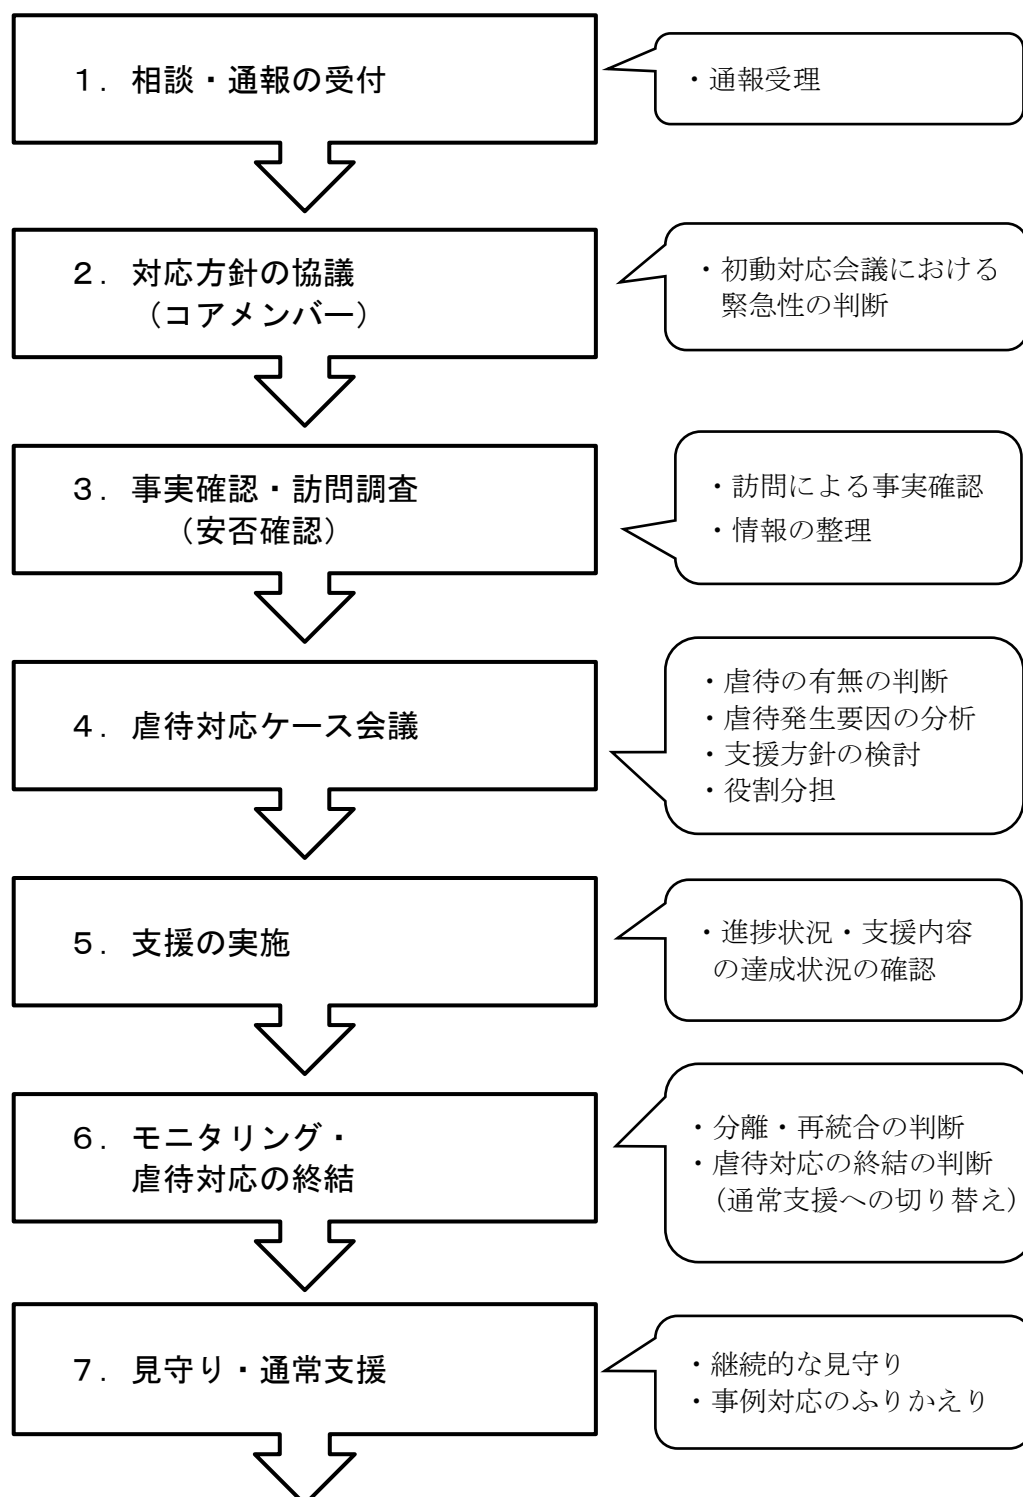 １．相談・通報の受付
・通報受理
２．対応方針の協議
（コアメンバー）
・初動対応会議における
緊急性の判断
３．事実確認・訪問調査
（安否確認）
・訪問による事実確認
・情報の整理
４．虐待対応ケース会議
・虐待の有無の判断
・虐待発生要因の分析
・支援方針の検討
・役割分担
５．支援の実施
・進捗状況・支援内容
の達成状況の確認
６．モニタリング・
虐待対応の終結
・分離・再統合の判断
・虐待対応の終結の判断
（通常支援への切り替え）
７．見守り・通常支援
・継続的な見守り
・事例対応のふりかえり